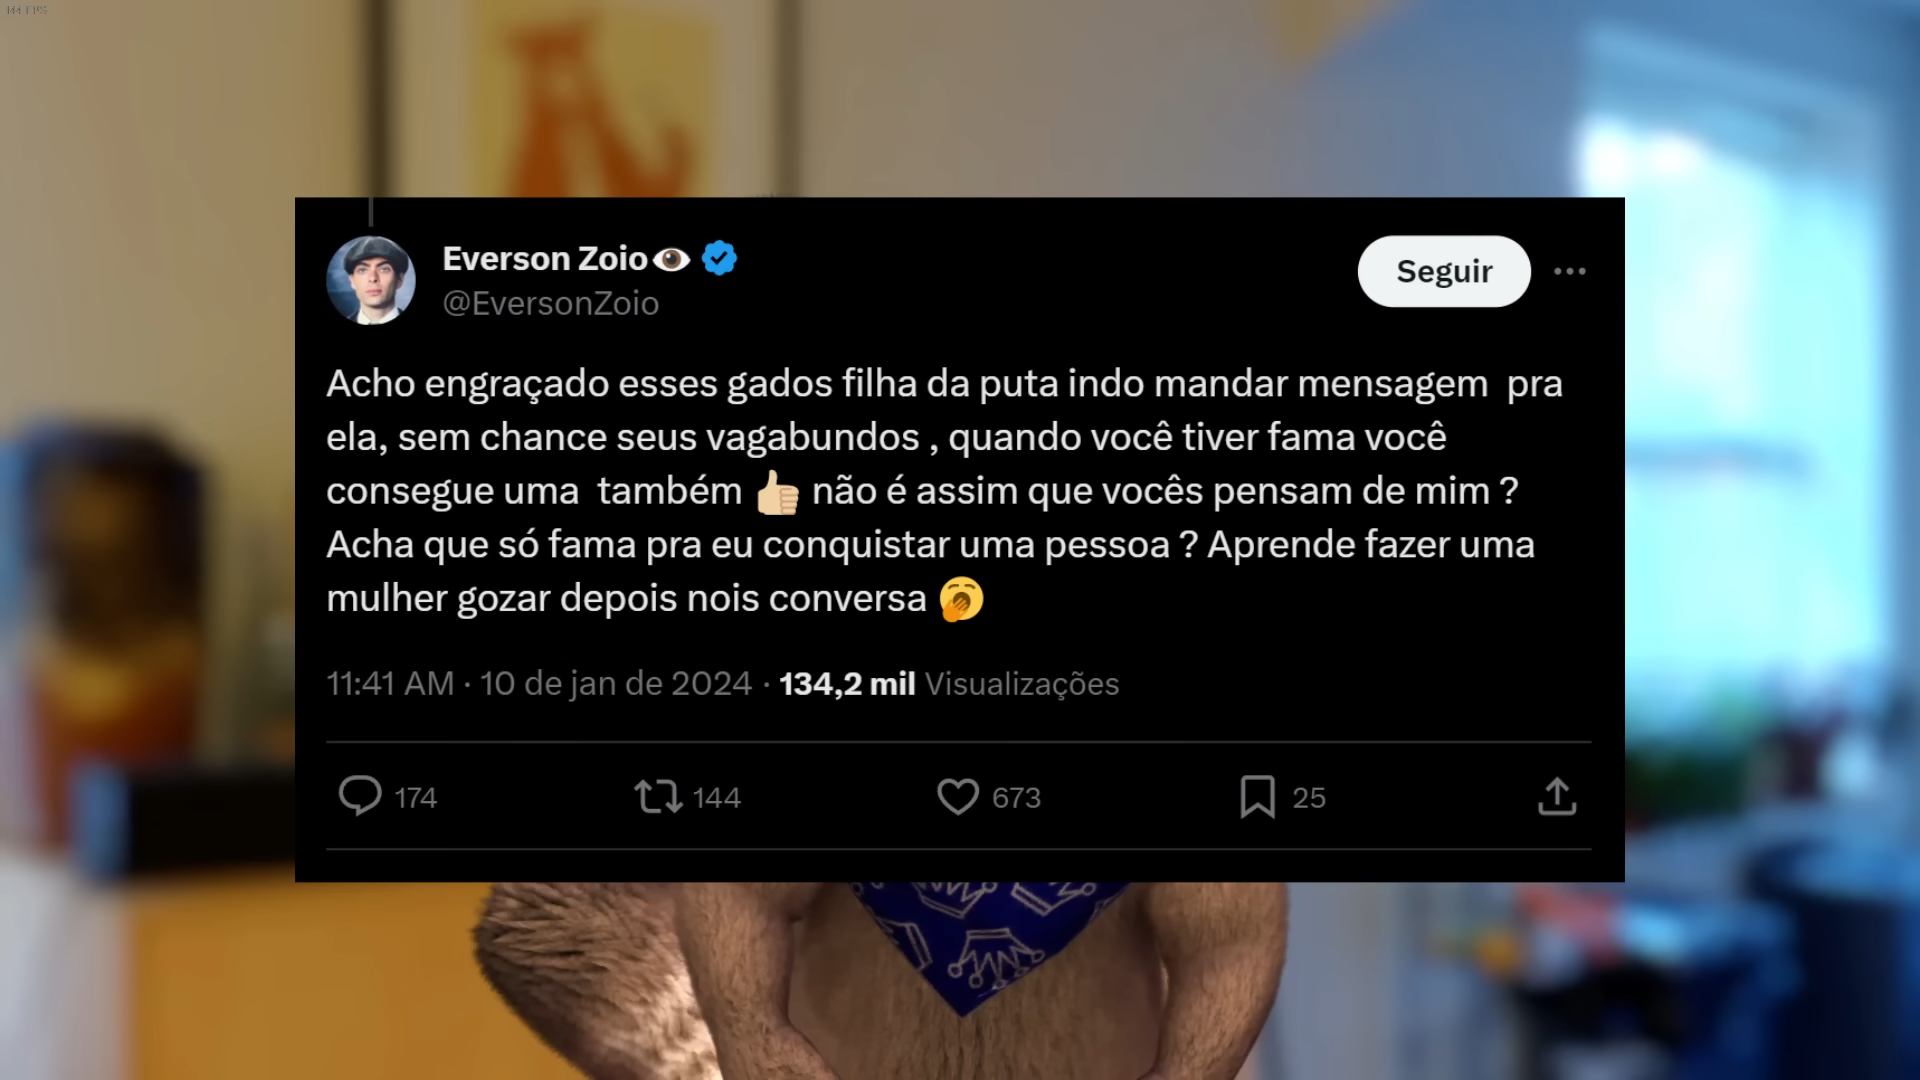 144 FPS
Everson Zoio👁
@EversonZoio
Seguir
Acho engraçado esses gados filha da puta indo mandar mensagem  pra
ela, sem chance seus vagabundos , quando você tiver fama você
consegue uma  também 👍🏼 não é assim que vocês pensam de mim ?
Acha que só fama pra eu conquistar uma pessoa ? Aprende fazer uma
mulher gozar depois nois conversa 🥱
11:41 AM · 10 de jan de 2024 · 134,2 mil Visualizações
174 144 673 25